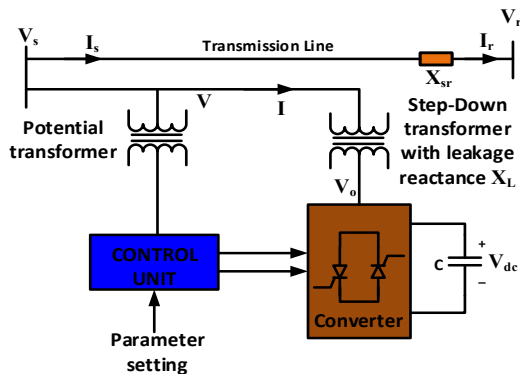 Vs
Is
Transmission Line
Xsr
Ir
Vr
V
I
Potential
transformer
Step-Down
transformer
with leakage
reactance XL
Vo
CONTROL
UNIT
Converter
C
+
Vdc
−
Parameter
setting